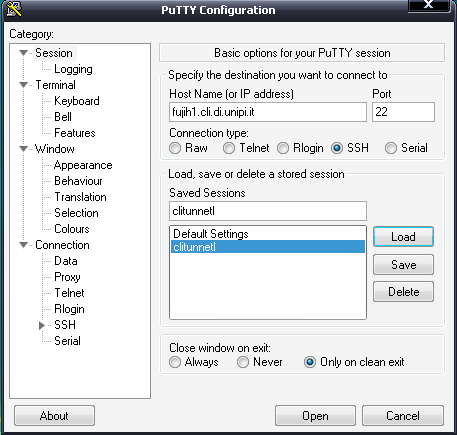 PuTTY Configuration
X
Category:
Session
Logging
Terminal
Keyboard
Bell
Features
Window
Appearance
Behaviour
Translation
Selection
Colours
Connection
Data
Proxy
Telnet
Rlogin
SSH
Serial
Basic options for your PuTTY session
Specify the destination you want to connect to
Host Name (or IP address) Port
fujih1.cli.di.unipi.it 22
Connection type:
Raw Telnet Rlogin SSH Serial
Load, save or delete a stored session
Saved Sessions
clitunnetl
Default Settings
clitunnetl
Load
Save
Delete
Close window on exit:
Always Never Only on clean exit
About Open Cancel